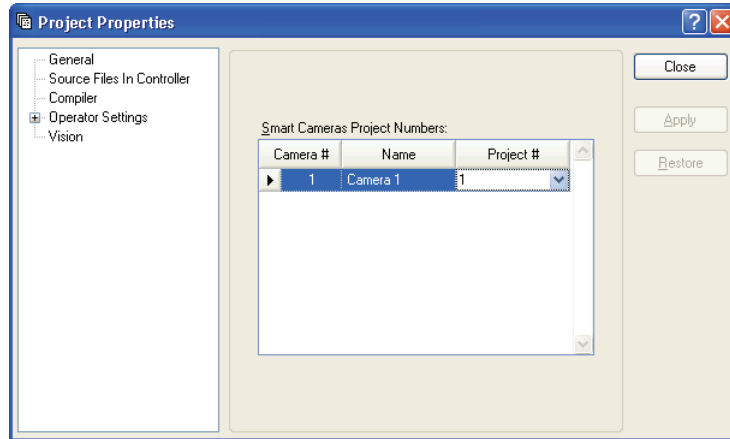 Project Properties
General
Source Files In Controller
Compiler
Operator Settings
Vision
Smart Cameras Project Numbers:
Camera # Name Project #
1 Camera 1 1
Close
Apply
Restore